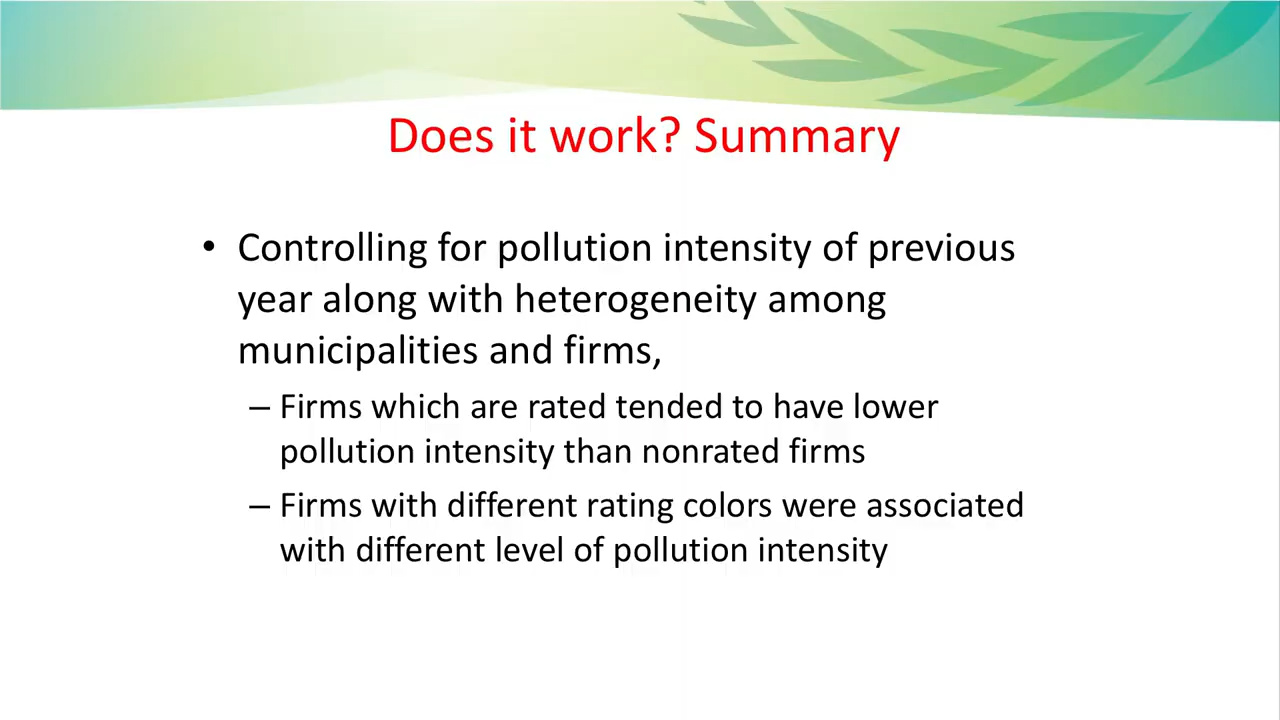 Does it work? Summary
• Controlling for pollution intensity of previous
year along with heterogeneity among
municipalities and firms,
– Firms which are rated tended to have lower
pollution intensity than nonrated firms
– Firms with different rating colors were associated
with different level of pollution intensity